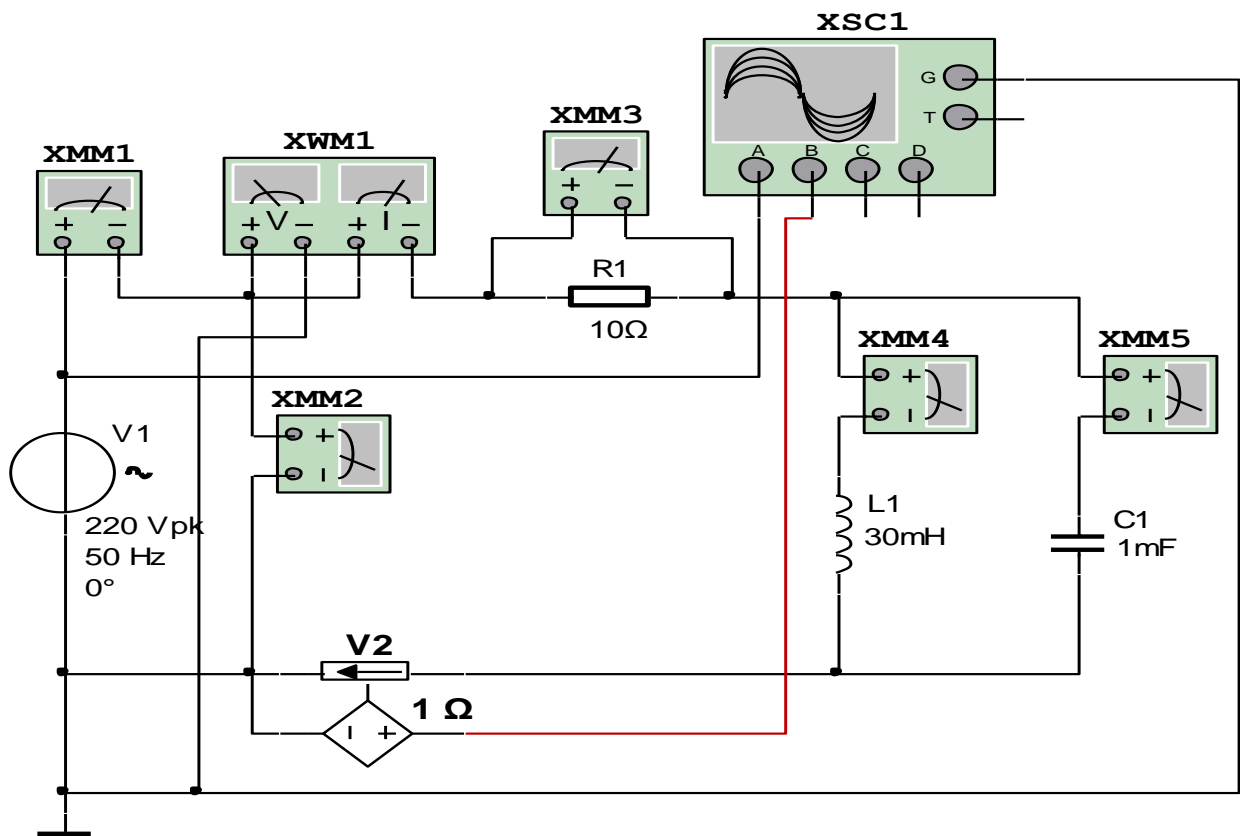 XSC1
G
T
A B C D
XMM1
+ −
XWM1
+ V − + I −
XMM3
+ −
R1
10Ω
XMM4
+
−
XMM5
+
−
XMM2
+
−
V1
220 Vpk
50 Hz
0°
L1
30mH
C1
1mF
V2
1 Ω
− +